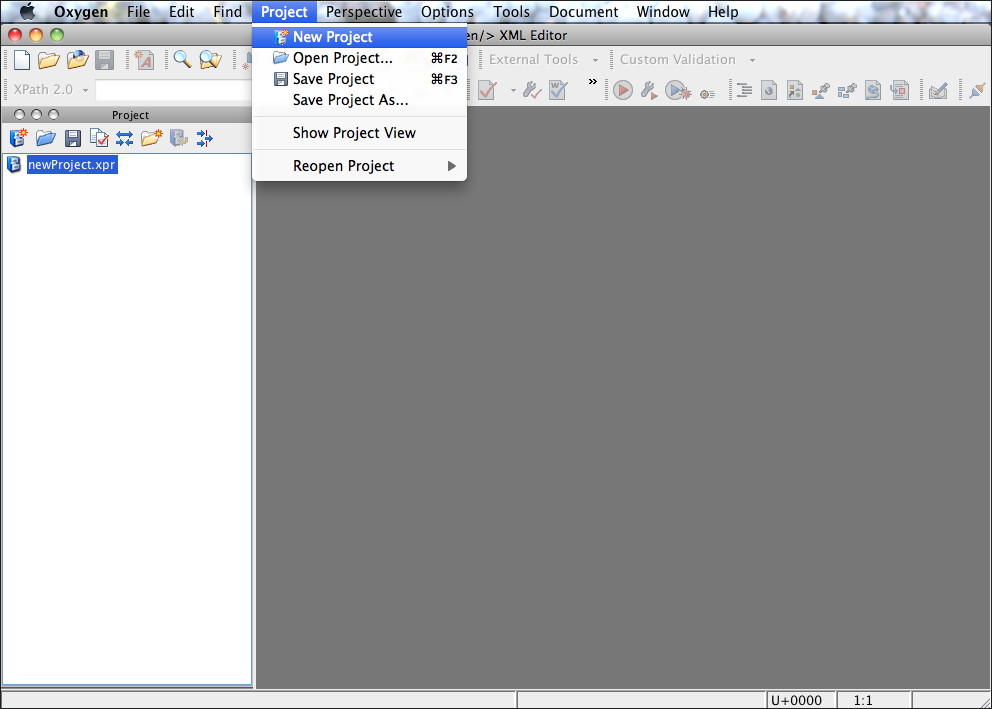 Oxygen File Edit Find Project Perspective Options Tools Document Window Help
en/> XML Editor
New Project
Open Project... ⌘F2
Save Project ⌘F3
Save Project As...
Show Project View
Reopen Project
External Tools Custom Validation
XPath 2.0
Project
newProject.xpr
U+0000 1:1